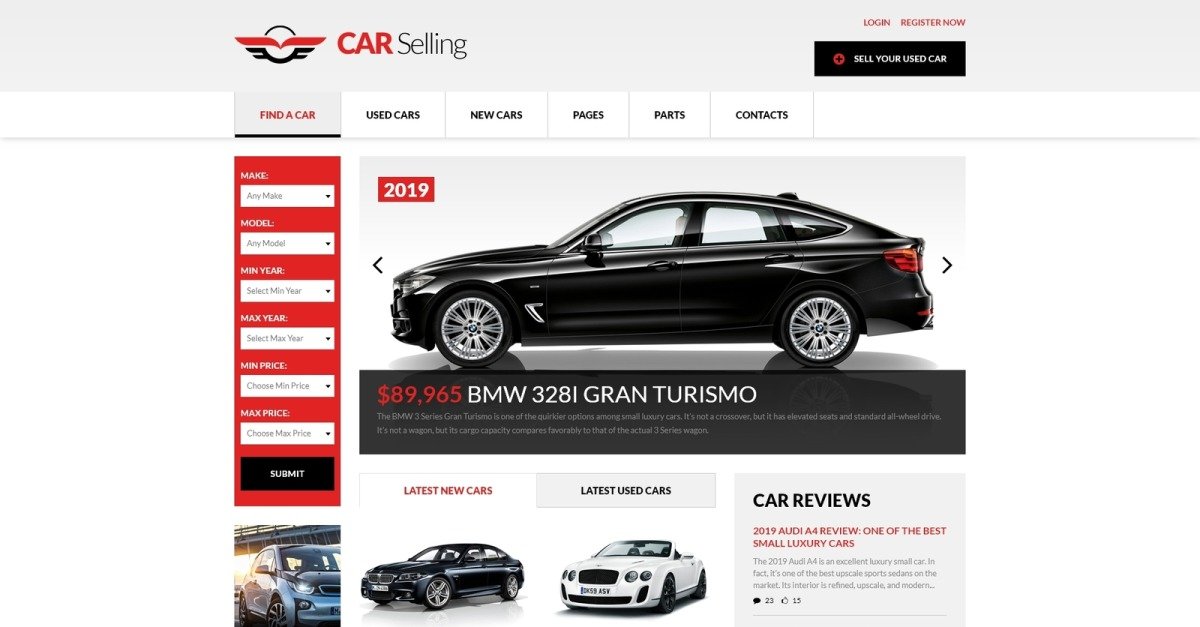 LOGIN REGISTER NOW
CAR Selling
SELL YOUR USED CAR
FIND A CAR USED CARS NEW CARS PAGES PARTS CONTACTS
MAKE:
Any Make
MODEL:
Any Model
MIN YEAR:
Select Min Year
MAX YEAR:
Select Max Year
MIN PRICE:
Choose Min Price
MAX PRICE:
Choose Max Price
SUBMIT
2019
$89,965 BMW 328I GRAN TURISMO
The BMW 3 Series Gran Turismo is one of the quirkier options among small luxury cars. It's not a crossover, but it has elevated seats and standard all-wheel drive.
It's not a wagon, but its cargo capacity compares favorably to that of the actual 3 Series wagon.
LATEST NEW CARS LATEST USED CARS
DK59 ASV
CAR REVIEWS
2019 AUDI A4 REVIEW: ONE OF THE BEST
SMALL LUXURY CARS
The 2019 Audi A4 is an excellent luxury small car. In
fact, it's one of the best upscale sports sedans on the
market. Its interior is refined, upscale, and modern...
23 15